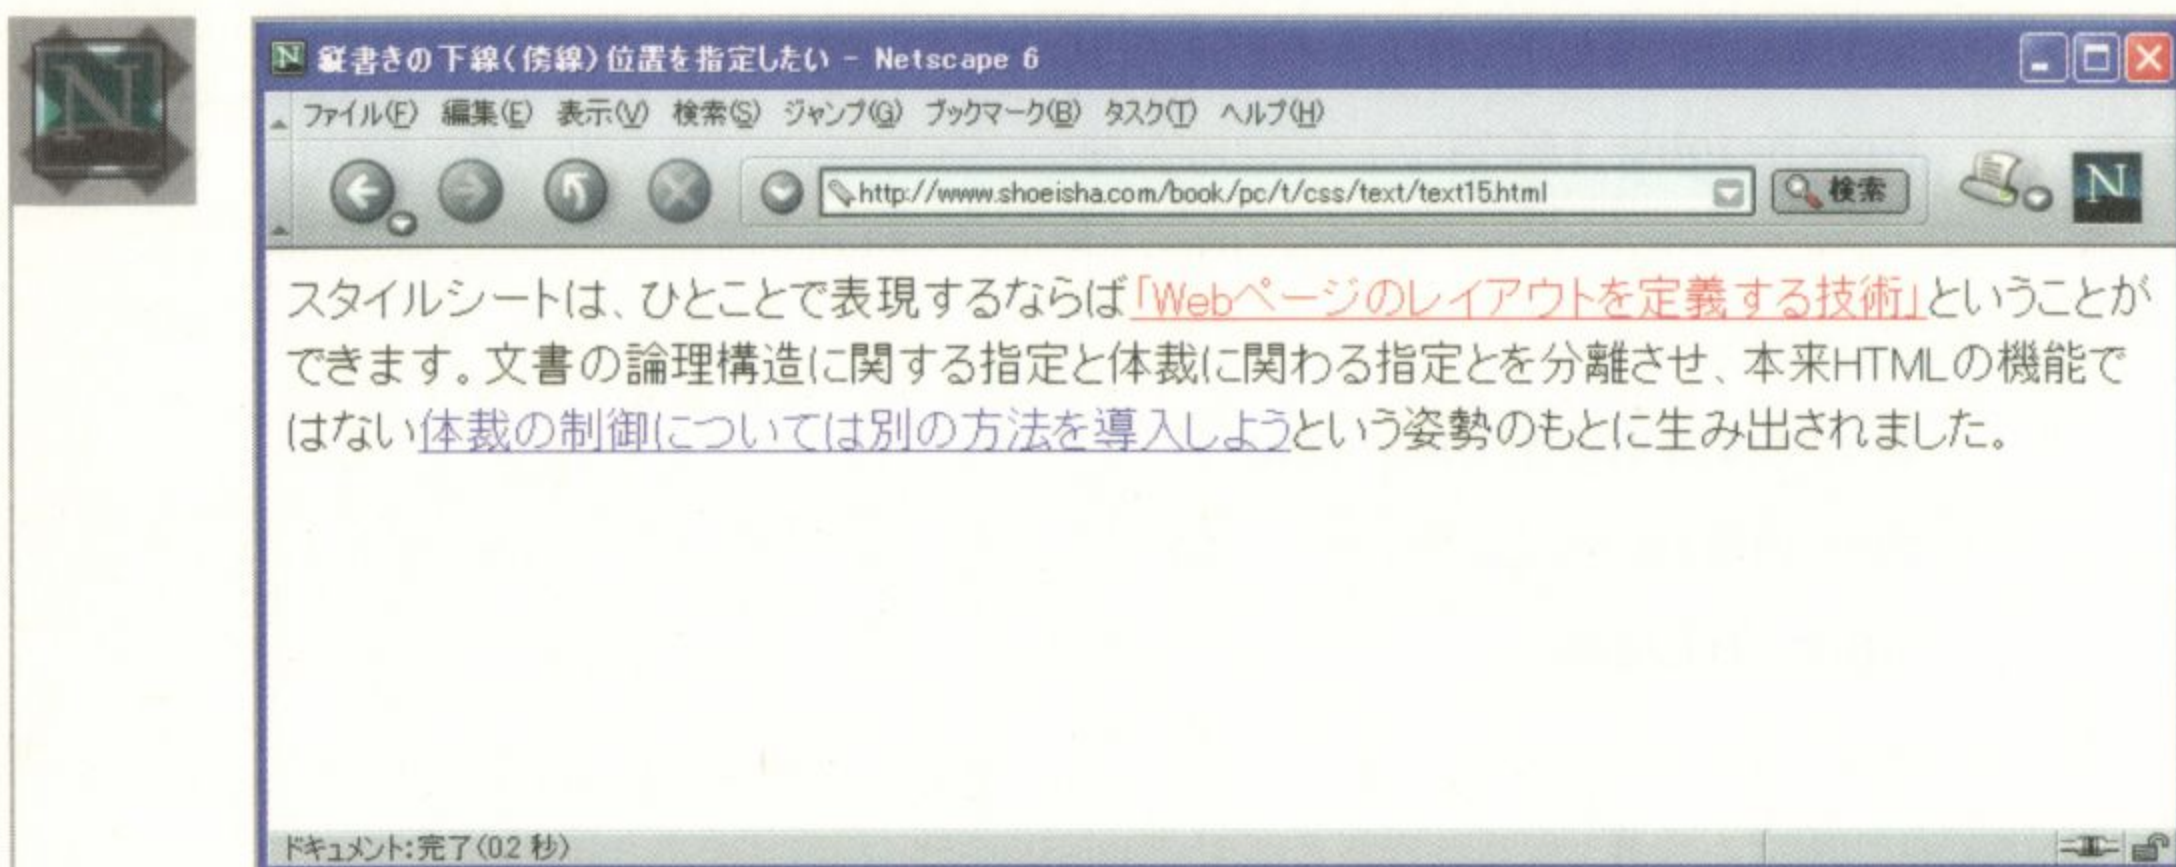 N
縦書きの下線(傍線)位置を指定したい - Netscape 6
ファイル(F) 編集(E) 表示(V) 検索(S) ジャンプ(G) ブックマーク(B) タスク(T) ヘルプ(H)
http://www.shoeisha.com/book/pc/t/css/text/text15.html 検索 N
スタイルシートは、ひとことで表現するならば「Webページのレイアウトを定義する技術」ということが
できます。文書の論理構造に関する指定と体裁に関わる指定とを分離させ、本来HTMLの機能で
はない体裁の制御については別の方法を導入しようという姿勢のもとに生み出されました。
ドキュメント:完了(0.2 秒)